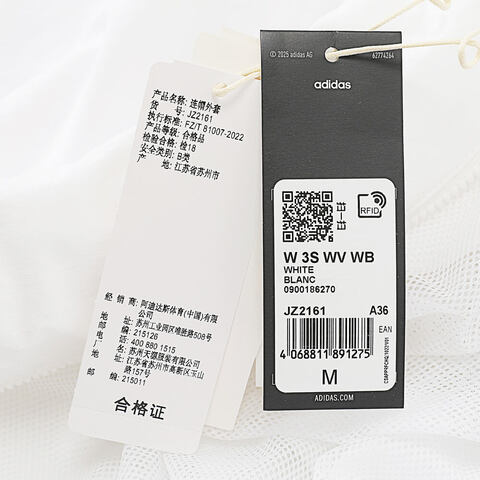 产品名称: 连帽外套
货 号: JZ2161
执行标准: FZ/T 81007-2022
产品等级: 合格品
检验合格: 检18
安全类别: B类
产 地: 江苏省苏州市
经 销 商: 阿迪达斯体育(中国)有限
公司
地 址: 苏州工业园区唯胜路508号
邮 编: 215126
电 话: 400 880 1515
厂 名: 苏州天源服装有限公司
地 址: 江苏省苏州市高新区玉山
路157号
邮 编: 215011
合格证
© 2025 adidas AG
62774264
adidas
RFID
W 3S WV WB
WHITE
BLANC
0900186270
JZ2161 A36
EAN
4 068811 891275
M
ADIDAS.COM